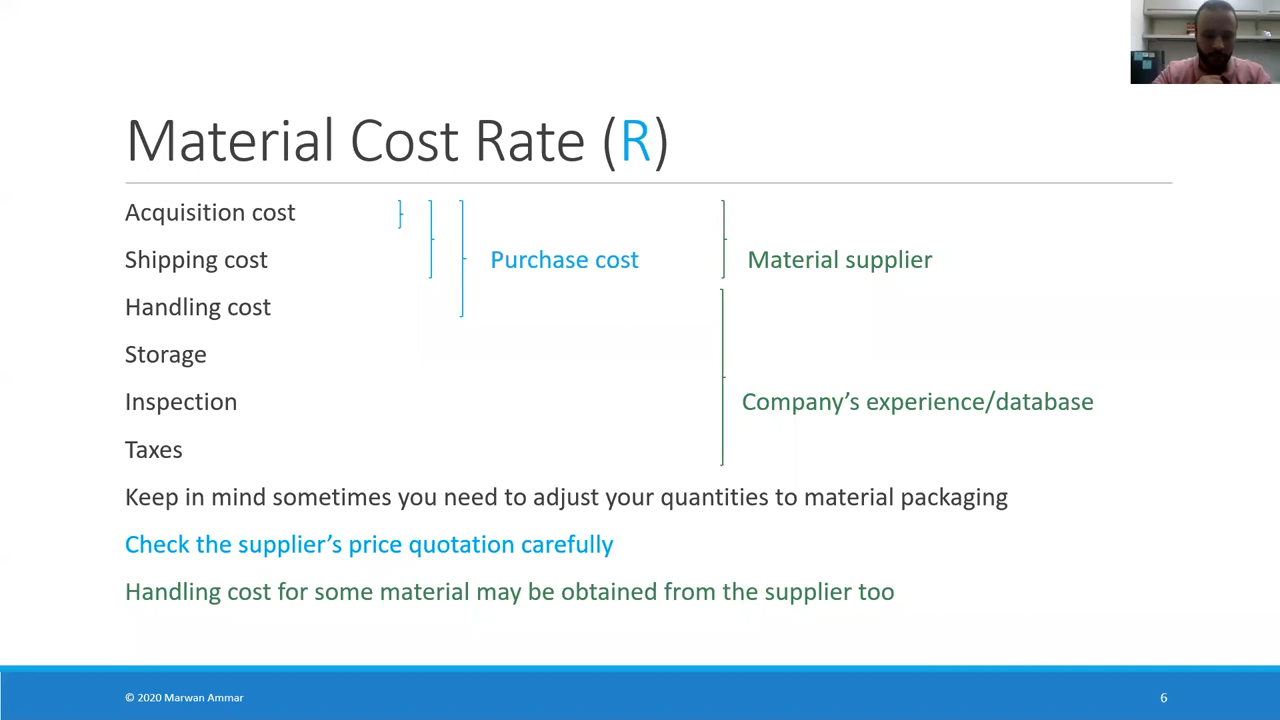 Material Cost Rate (R)
Acquisition cost
Shipping cost
Purchase cost
Material supplier
Handling cost
Storage
Inspection
Company’s experience/database
Taxes
Keep in mind sometimes you need to adjust your quantities to material packaging
Check the supplier’s price quotation carefully
Handling cost for some material may be obtained from the supplier too
© 2020 Marwan Ammar
6